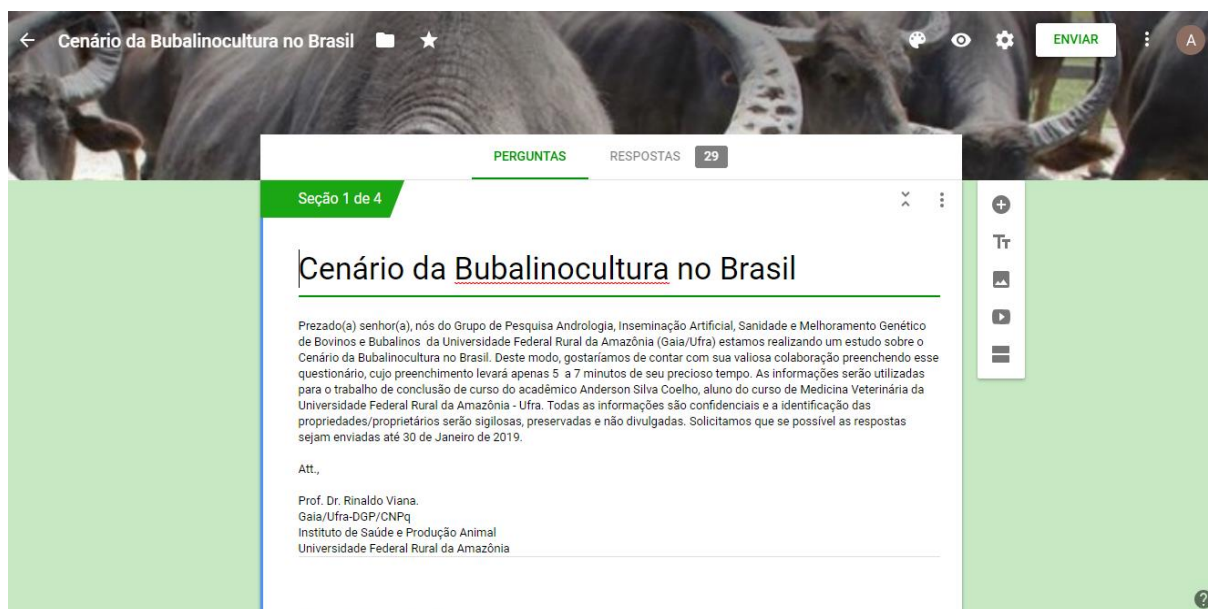 Cenário da Bubalinocultura no Brasil
ENVIAR
A
PERGUNTAS RESPOSTAS 29
Seção 1 de 4
Tт
Cenário da Bubalinocultura no Brasil
Prezado(a) senhor(a), nós do Grupo de Pesquisa Andrologia, Inseminação Artificial, Sanidade e Melhoramento Genético
de Bovinos e Bubalinos da Universidade Federal Rural da Amazônia (Gaia/Ufra) estamos realizando um estudo sobre o
Cenário da Bubalinocultura no Brasil. Deste modo, gostaríamos de contar com sua valiosa colaboração preenchendo esse
questionário, cujo preenchimento levará apenas 5 a 7 minutos de seu precioso tempo. As informações serão utilizadas
para o trabalho de conclusão de curso do acadêmico Anderson Silva Coelho, aluno do curso de Medicina Veterinária da
Universidade Federal Rural da Amazônia - Ufra. Todas as informações são confidenciais e a identificação das
propriedades/proprietários serão sigilosas, preservadas e não divulgadas. Solicitamos que se possível as respostas
sejam enviadas até 30 de Janeiro de 2019.
Att.,
Prof. Dr. Rinaldo Viana.
Gaia/Ufra-DGP/CNPq
Instituto de Saúde e Produção Animal
Universidade Federal Rural da Amazônia